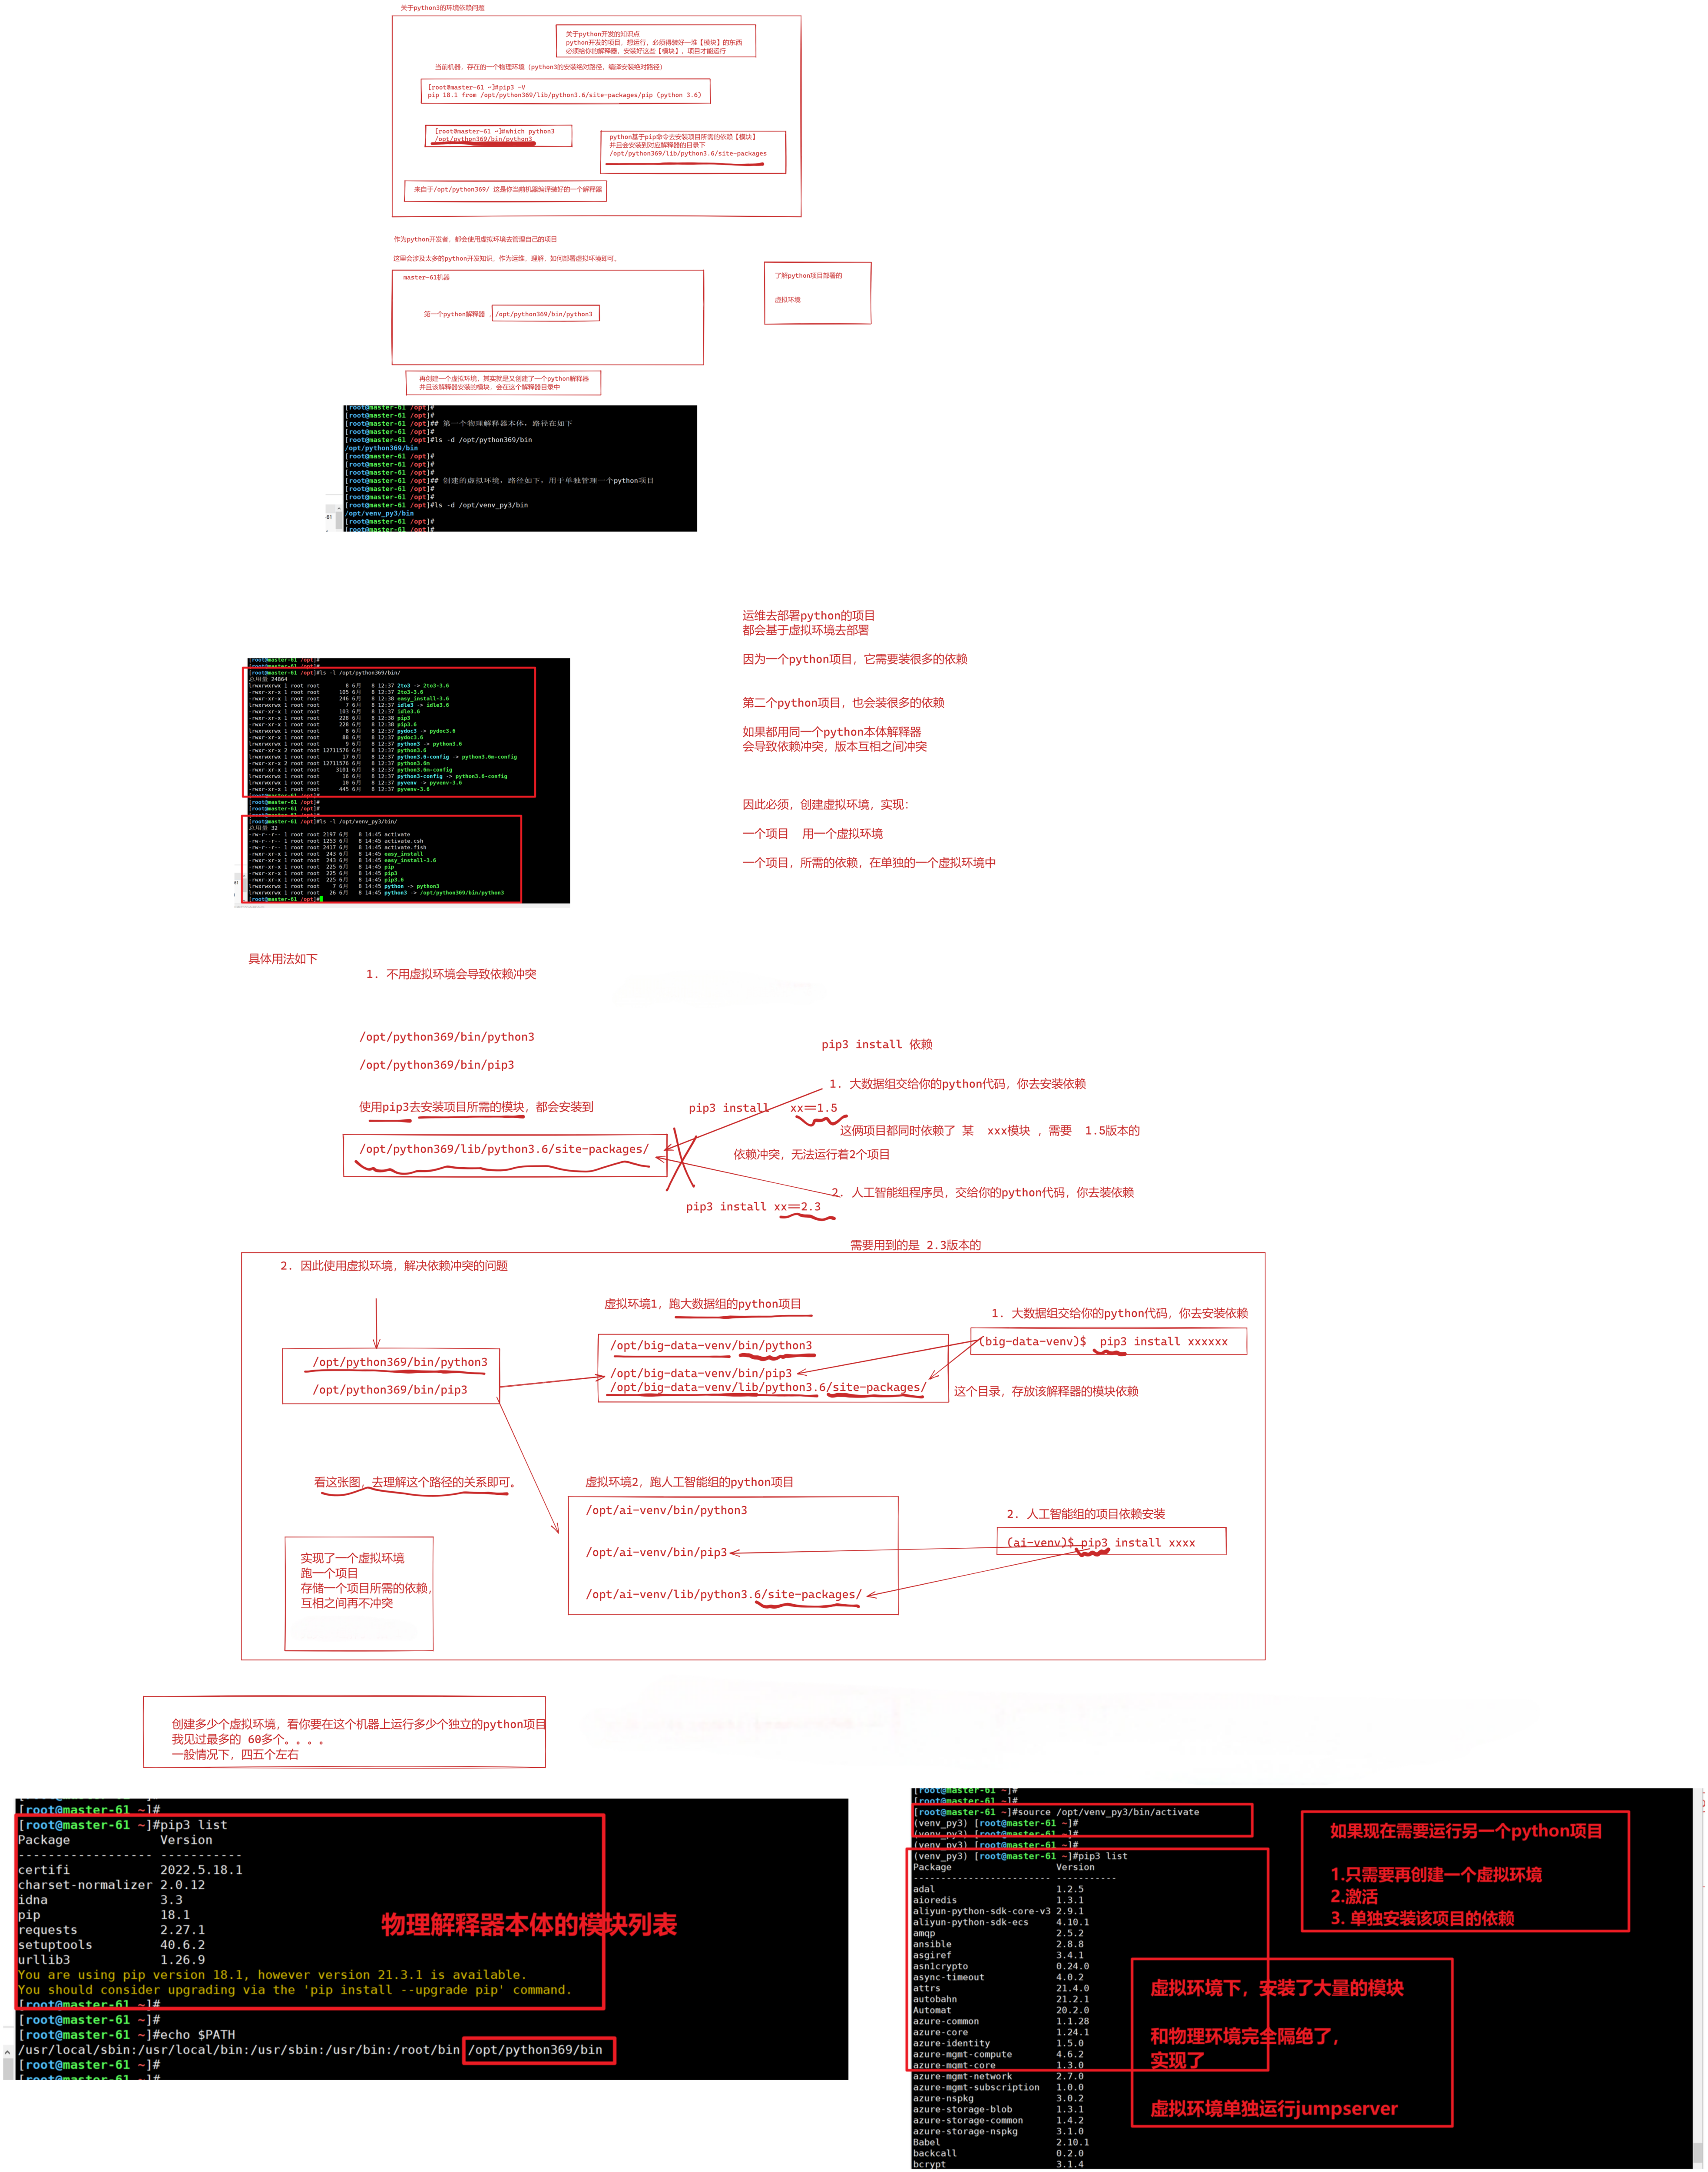 关于python3的环境依赖问题
关于python开发的知识点
python开发的项目，想运行，必须得装好一堆【模块】的东西
必须给你的解释器，安装好这些【模块】，项目才能运行
当前机器，存在的一个物理环境（python3的安装绝对路径，编译安装绝对路径）
[root@master-61 ~]#pip3 -V
pip 18.1 from /opt/python369/lib/python3.6/site-packages/pip (python 3.6)
[root@master-61 ~]#which python3
/opt/python369/bin/python3
python基于pip命令去安装项目所需的依赖【模块】
并且会安装到对应解释器的目录下
/opt/python369/lib/python3.6/site-packages
来自于/opt/python369/ 这是你当前机器编译装好的一个解释器
作为python开发者，都会使用虚拟环境去管理自己的项目
这里会涉及太多的python开发知识，作为运维，理解，如何部署虚拟环境即可。
master-61机器
第一个python解释器 ，/opt/python369/bin/python3
了解python项目部署的
虚拟环境
再创建一个虚拟环境，其实就是又创建了一个python解释器
并且该解释器安装的模块，会在这个解释器目录中
[root@master-61 /opt]#
[root@master-61 /opt]#
[root@master-61 /opt]## 第一个物理解释器本体，路径在如下
[root@master-61 /opt]#
[root@master-61 /opt]#ls -d /opt/python369/bin
/opt/python369/bin
[root@master-61 /opt]#
[root@master-61 /opt]#
[root@master-61 /opt]#
[root@master-61 /opt]## 创建的虚拟环境，路径如下，用于单独管理一个python项目
[root@master-61 /opt]#
[root@master-61 /opt]#
[root@master-61 /opt]#ls -d /opt/venv_py3/bin
/opt/venv_py3/bin
[root@master-61 /opt]#
[root@master-61 /opt]#
61
运维去部署python的项目
都会基于虚拟环境去部署
因为一个python项目，它需要装很多的依赖
第二个python项目，也会装很多的依赖
如果都用同一个python本体解释器
会导致依赖冲突，版本互相之间冲突
因此必须，创建虚拟环境，实现：
一个项目 用一个虚拟环境
一个项目，所需的依赖，在单独的一个虚拟环境中
[root@master-61 /opt]#
[root@master-61 /opt]#
[root@master-61 /opt]#ls -l /opt/python369/bin/
总用量 24864
lrwxrwxrwx 1 root root 8 6月 8 12:37 2to3 -> 2to3-3.6
-rwxr-xr-x 1 root root 105 6月 8 12:37 2to3-3.6
-rwxr-xr-x 1 root root 246 6月 8 12:38 easy_install-3.6
lrwxrwxrwx 1 root root 7 6月 8 12:37 idle3 -> idle3.6
-rwxr-xr-x 1 root root 103 6月 8 12:37 idle3.6
-rwxr-xr-x 1 root root 228 6月 8 12:38 pip3
-rwxr-xr-x 1 root root 228 6月 8 12:38 pip3.6
lrwxrwxrwx 1 root root 8 6月 8 12:37 pydoc3 -> pydoc3.6
-rwxr-xr-x 1 root root 88 6月 8 12:37 pydoc3.6
lrwxrwxrwx 1 root root 9 6月 8 12:37 python3 -> python3.6
-rwxr-xr-x 2 root root 12711576 6月 8 12:37 python3.6
lrwxrwxrwx 1 root root 17 6月 8 12:37 python3.6-config -> python3.6m-config
-rwxr-xr-x 2 root root 12711576 6月 8 12:37 python3.6m
-rwxr-xr-x 1 root root 3101 6月 8 12:37 python3.6m-config
lrwxrwxrwx 1 root root 16 6月 8 12:37 python3-config -> python3.6-config
lrwxrwxrwx 1 root root 10 6月 8 12:37 pyvenv -> pyvenv-3.6
-rwxr-xr-x 1 root root 445 6月 8 12:37 pyvenv-3.6
[root@master-61 /opt]#
[root@master-61 /opt]#
[root@master-61 /opt]#
[root@master-61 /opt]#ls -l /opt/venv_py3/bin/
总用量 32
-rw-r--r-- 1 root root 2197 6月 8 14:45 activate
-rw-r--r-- 1 root root 1253 6月 8 14:45 activate.csh
-rw-r--r-- 1 root root 2417 6月 8 14:45 activate.fish
-rwxr-xr-x 1 root root 243 6月 8 14:45 easy_install
-rwxr-xr-x 1 root root 243 6月 8 14:45 easy_install-3.6
-rwxr-xr-x 1 root root 225 6月 8 14:45 pip
-rwxr-xr-x 1 root root 225 6月 8 14:45 pip3
-rwxr-xr-x 1 root root 225 6月 8 14:45 pip3.6
lrwxrwxrwx 1 root root 7 6月 8 14:45 python -> python3
lrwxrwxrwx 1 root root 26 6月 8 14:45 python3 -> /opt/python369/bin/python3
[root@master-61 /opt]#
具体用法如下
1. 不用虚拟环境会导致依赖冲突
/opt/python369/bin/python3
/opt/python369/bin/pip3
使用pip3去安装项目所需的模块，都会安装到
/opt/python369/lib/python3.6/site-packages/
pip3 install 依赖
1. 大数据组交给你的python代码，你去安装依赖
pip3 install xx==1.5
这俩项目都同时依赖了 某 xxx模块 ，需要 1.5版本的
依赖冲突，无法运行着2个项目
2. 人工智能组程序员，交给你的python代码，你去装依赖
pip3 install xx==2.3
需要用到的是 2.3版本的
2. 因此使用虚拟环境，解决依赖冲突的问题
/opt/python369/bin/python3
/opt/python369/bin/pip3
虚拟环境1，跑大数据组的python项目
/opt/big-data-venv/bin/python3
/opt/big-data-venv/bin/pip3
/opt/big-data-venv/lib/python3.6/site-packages/
1. 大数据组交给你的python代码，你去安装依赖
(big-data-venv)$ pip3 install xxxxxx
这个目录，存放该解释器的模块依赖
看这张图，去理解这个路径的关系即可。
虚拟环境2，跑人工智能组的python项目
/opt/ai-venv/bin/python3
/opt/ai-venv/bin/pip3
/opt/ai-venv/lib/python3.6/site-packages/
2. 人工智能组的项目依赖安装
(ai-venv)$ pip3 install xxxx
实现了一个虚拟环境
跑一个项目
存储一个项目所需的依赖，
互相之间再不冲突
创建多少个虚拟环境，看你要在这个机器上运行多少个独立的python项目
我见过最多的 60多个。。。。
一般情况下，四五个左右
[root@master-61 ~]#
[root@master-61 ~]#pip3 list
Package Version
------------------ -----------
certifi 2022.5.18.1
charset-normalizer 2.0.12
idna 3.3
pip 18.1
requests 2.27.1
setuptools 40.6.2
urllib3 1.26.9
You are using pip version 18.1, however version 21.3.1 is available.
You should consider upgrading via the 'pip install --upgrade pip' command.
[root@master-61 ~]#
[root@master-61 ~]#
[root@master-61 ~]#echo $PATH
/usr/local/sbin:/usr/local/bin:/usr/sbin:/usr/bin:/root/bin:/opt/python369/bin
[root@master-61 ~]#
[root@master-61 ~]#
物理解释器本体的模块列表
[root@master-61 ~]#
[root@master-61 ~]#
[root@master-61 ~]#source /opt/venv_py3/bin/activate
(venv_py3) [root@master-61 ~]#
(venv_py3) [root@master-61 ~]#
(venv_py3) [root@master-61 ~]#
(venv_py3) [root@master-61 ~]#pip3 list
Package Version
------------------------- -----------
adal 1.2.5
aioredis 1.3.1
aliyun-python-sdk-core-v3 2.9.1
aliyun-python-sdk-ecs 4.10.1
amqp 2.5.2
ansible 2.8.8
asgiref 3.4.1
asn1crypto 0.24.0
async-timeout 4.0.2
attrs 21.4.0
autobahn 21.2.1
Automat 20.2.0
azure-common 1.1.28
azure-core 1.24.1
azure-identity 1.5.0
azure-mgmt-compute 4.6.2
azure-mgmt-core 1.3.0
azure-mgmt-network 2.7.0
azure-mgmt-subscription 1.0.0
azure-nspkg 3.0.2
azure-storage-blob 1.3.1
azure-storage-common 1.4.2
azure-storage-nspkg 3.1.0
Babel 2.10.1
backcall 0.2.0
bcrypt 3.1.4
如果现在需要运行另一个python项目
1.只需要再创建一个虚拟环境
2.激活
3. 单独安装该项目的依赖
虚拟环境下，安装了大量的模块
和物理环境完全隔绝了，
实现了
虚拟环境单独运行jumpserver